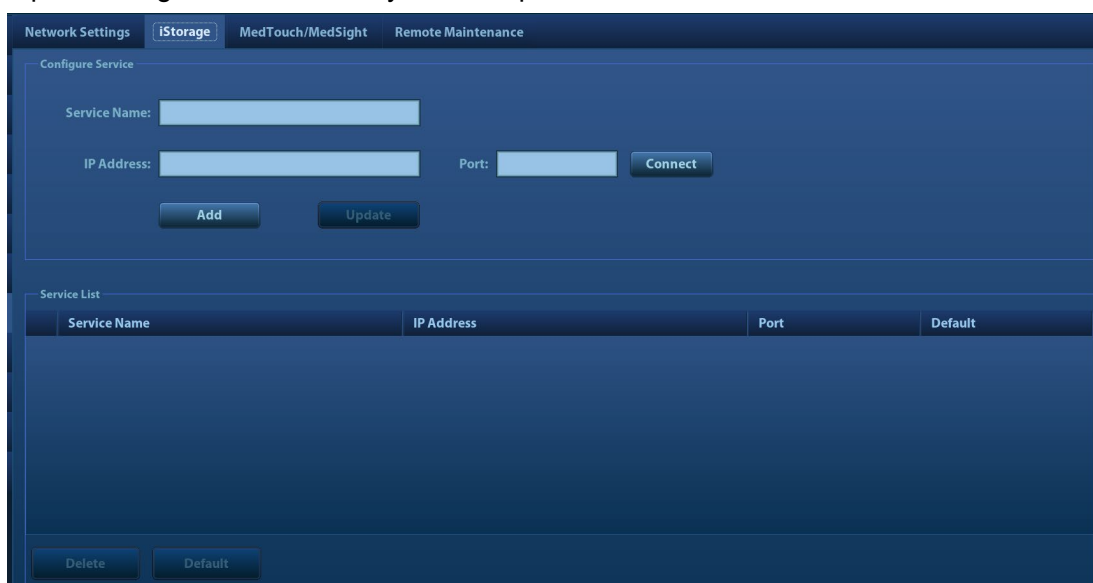 Network Settings iStorage MedTouch/MedSight Remote Maintenance
Configure Service
Service Name:
IP Address: Port: Connect
Add Update
Service List
Service Name IP Address Port Default
Delete Default